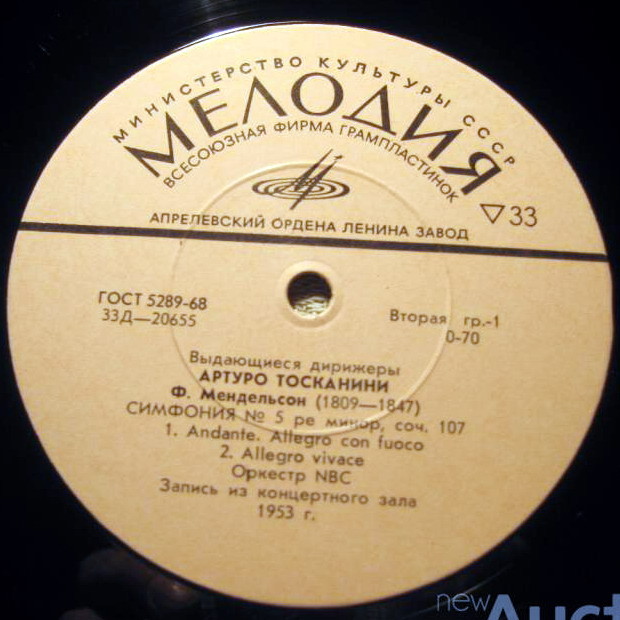 МИНИСТЕРСТВО КУЛЬТУРЫ СССР
МЕЛОДИЯ
ВСЕСОЮЗНАЯ ФИРМА ГРАМПЛАСТИНОК
33
АПРЕЛЕВСКИЙ ОРДЕНА ЛЕНИНА ЗАВОД
ГОСТ 5289-68
33Д—20655
Вторая гр.-1
0-70
Выдающиеся дирижеры
АРТУРО ТОСКАНИНИ
Ф. Мендельсон (1809—1847)
СИМФОНИЯ № 5 ре минор, соч. 107
1. Andante. Allegro con fuoco
2. Allegro vivace
Оркестр NBC
Запись из концертного зала
1953 г.
new